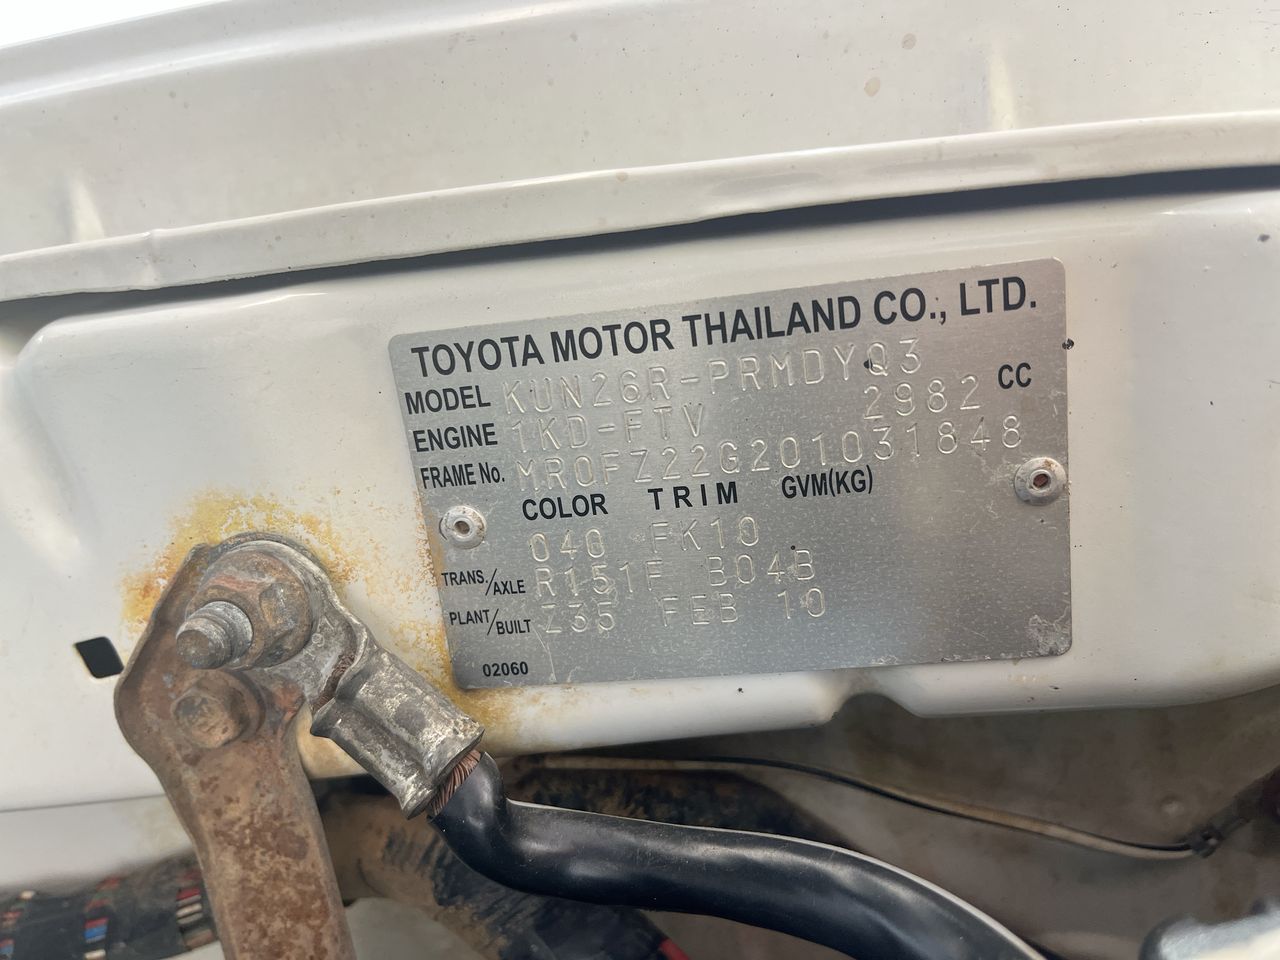 TOYOTA MOTOR THAILAND CO., LTD.
MODEL KUN26R-PRMDYQ3
ENGINE 1KD-FTV 2982 CC
FRAME No. MR0FZ22G201031848
COLOR TRIM GVM(KG)
040 FK10
TRANS./AXLE R151F B04B
PLANT/BUILT Z35 FEB 10
02060